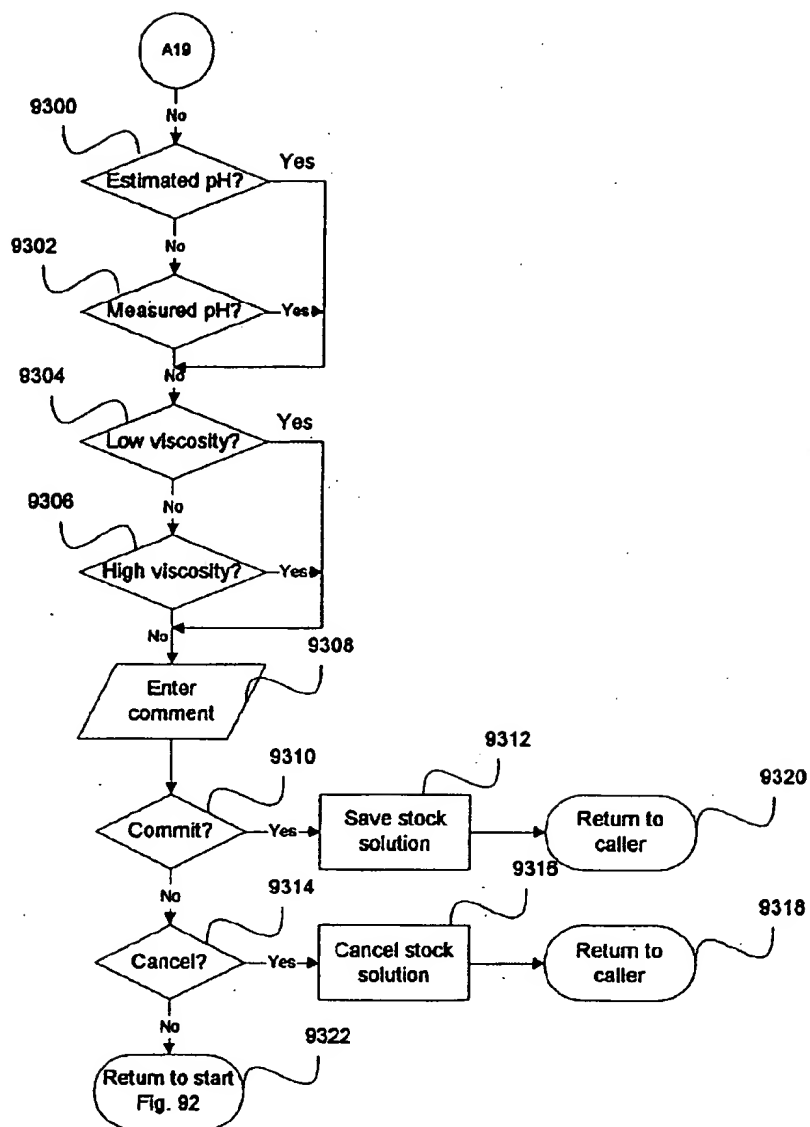 A19
No
9300
Yes
Estimated pH?
No
9302
Measured pH?
Yes
No
9304
Yes
Low viscosity?
No
9306
High viscosity?
Yes
No
9308
Enter
comment
9310
9312
9320
Commit?
Yes
Save stock
solution
Return to
caller
No
9314
9316
9318
Cancel?
Yes
Cancel stock
solution
Return to
caller
No
9322
Return to start
Fig. 92